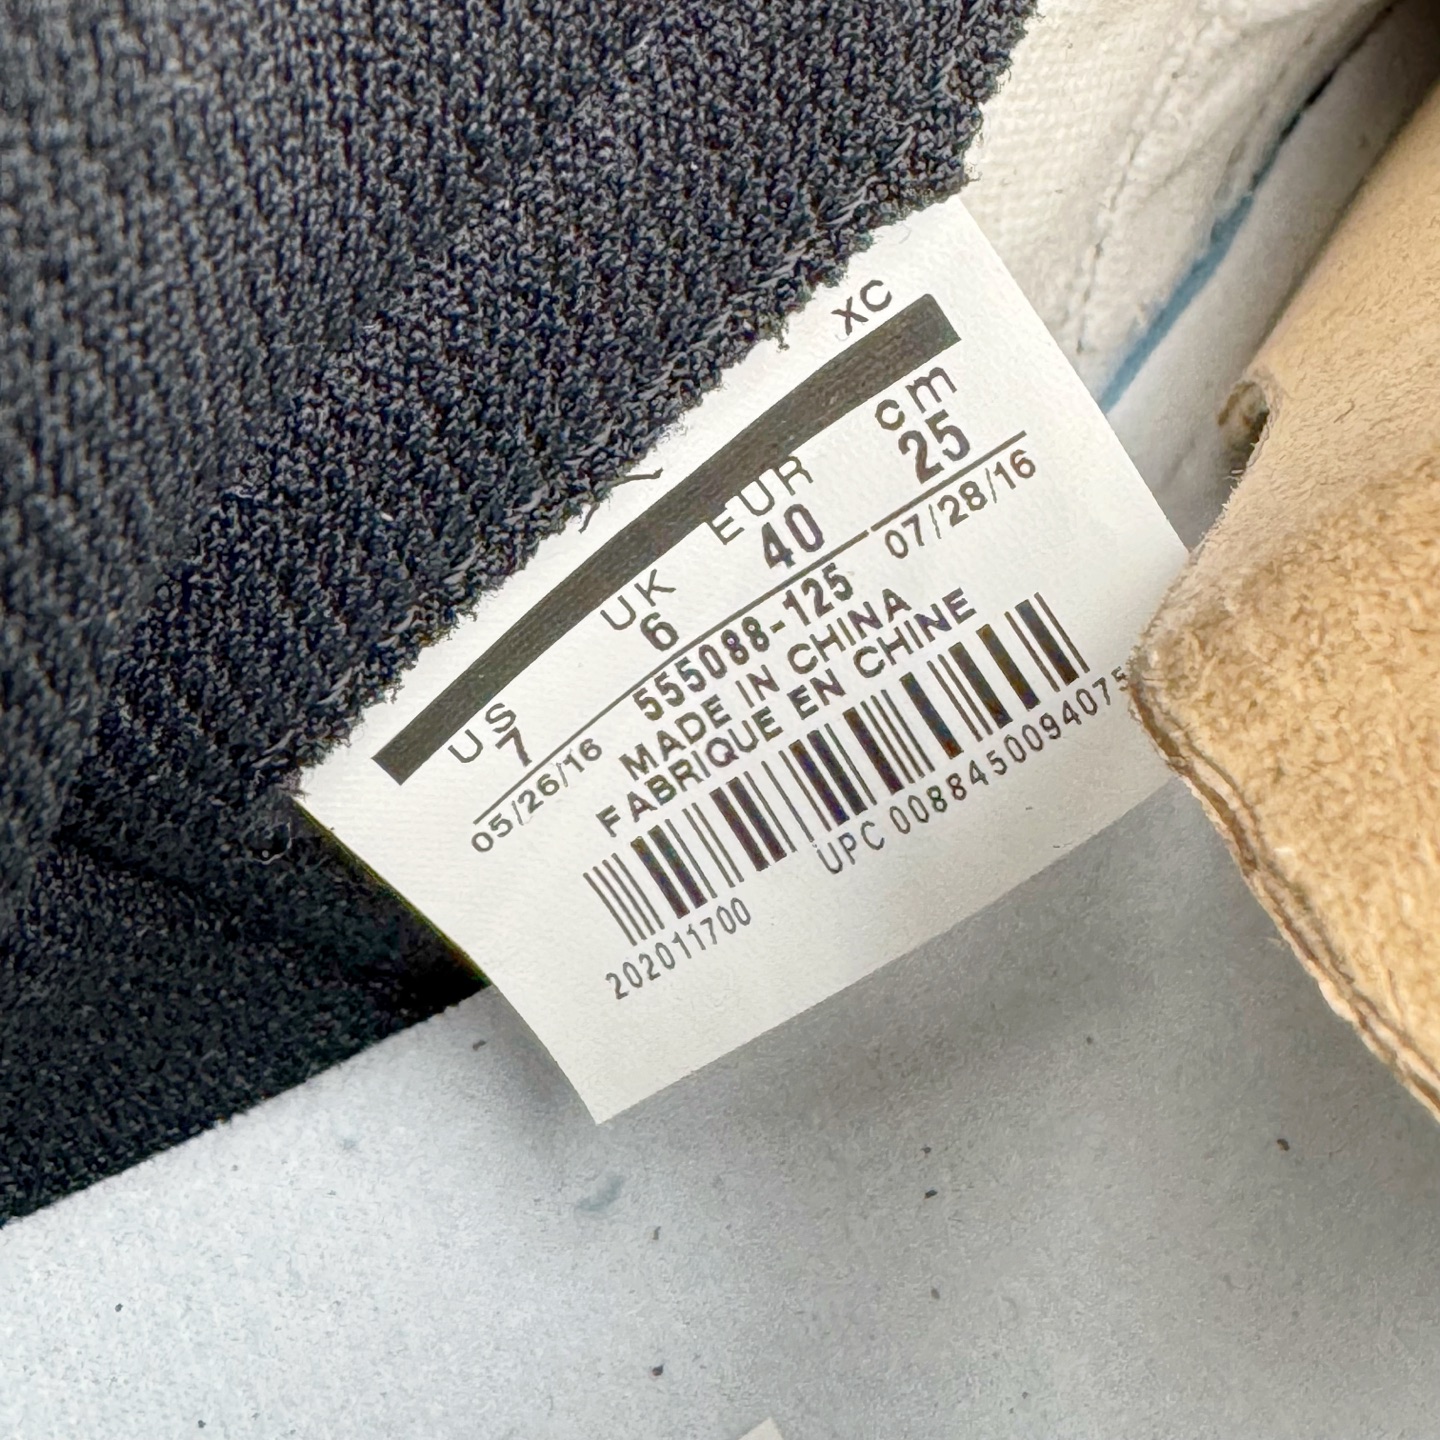 XC
US UK EUR cm
7 6 40 25
05/26/16 555088-125 07/28/16
MADE IN CHINA
FABRIQUE EN CHINE
UPC 0088450094075
202011700